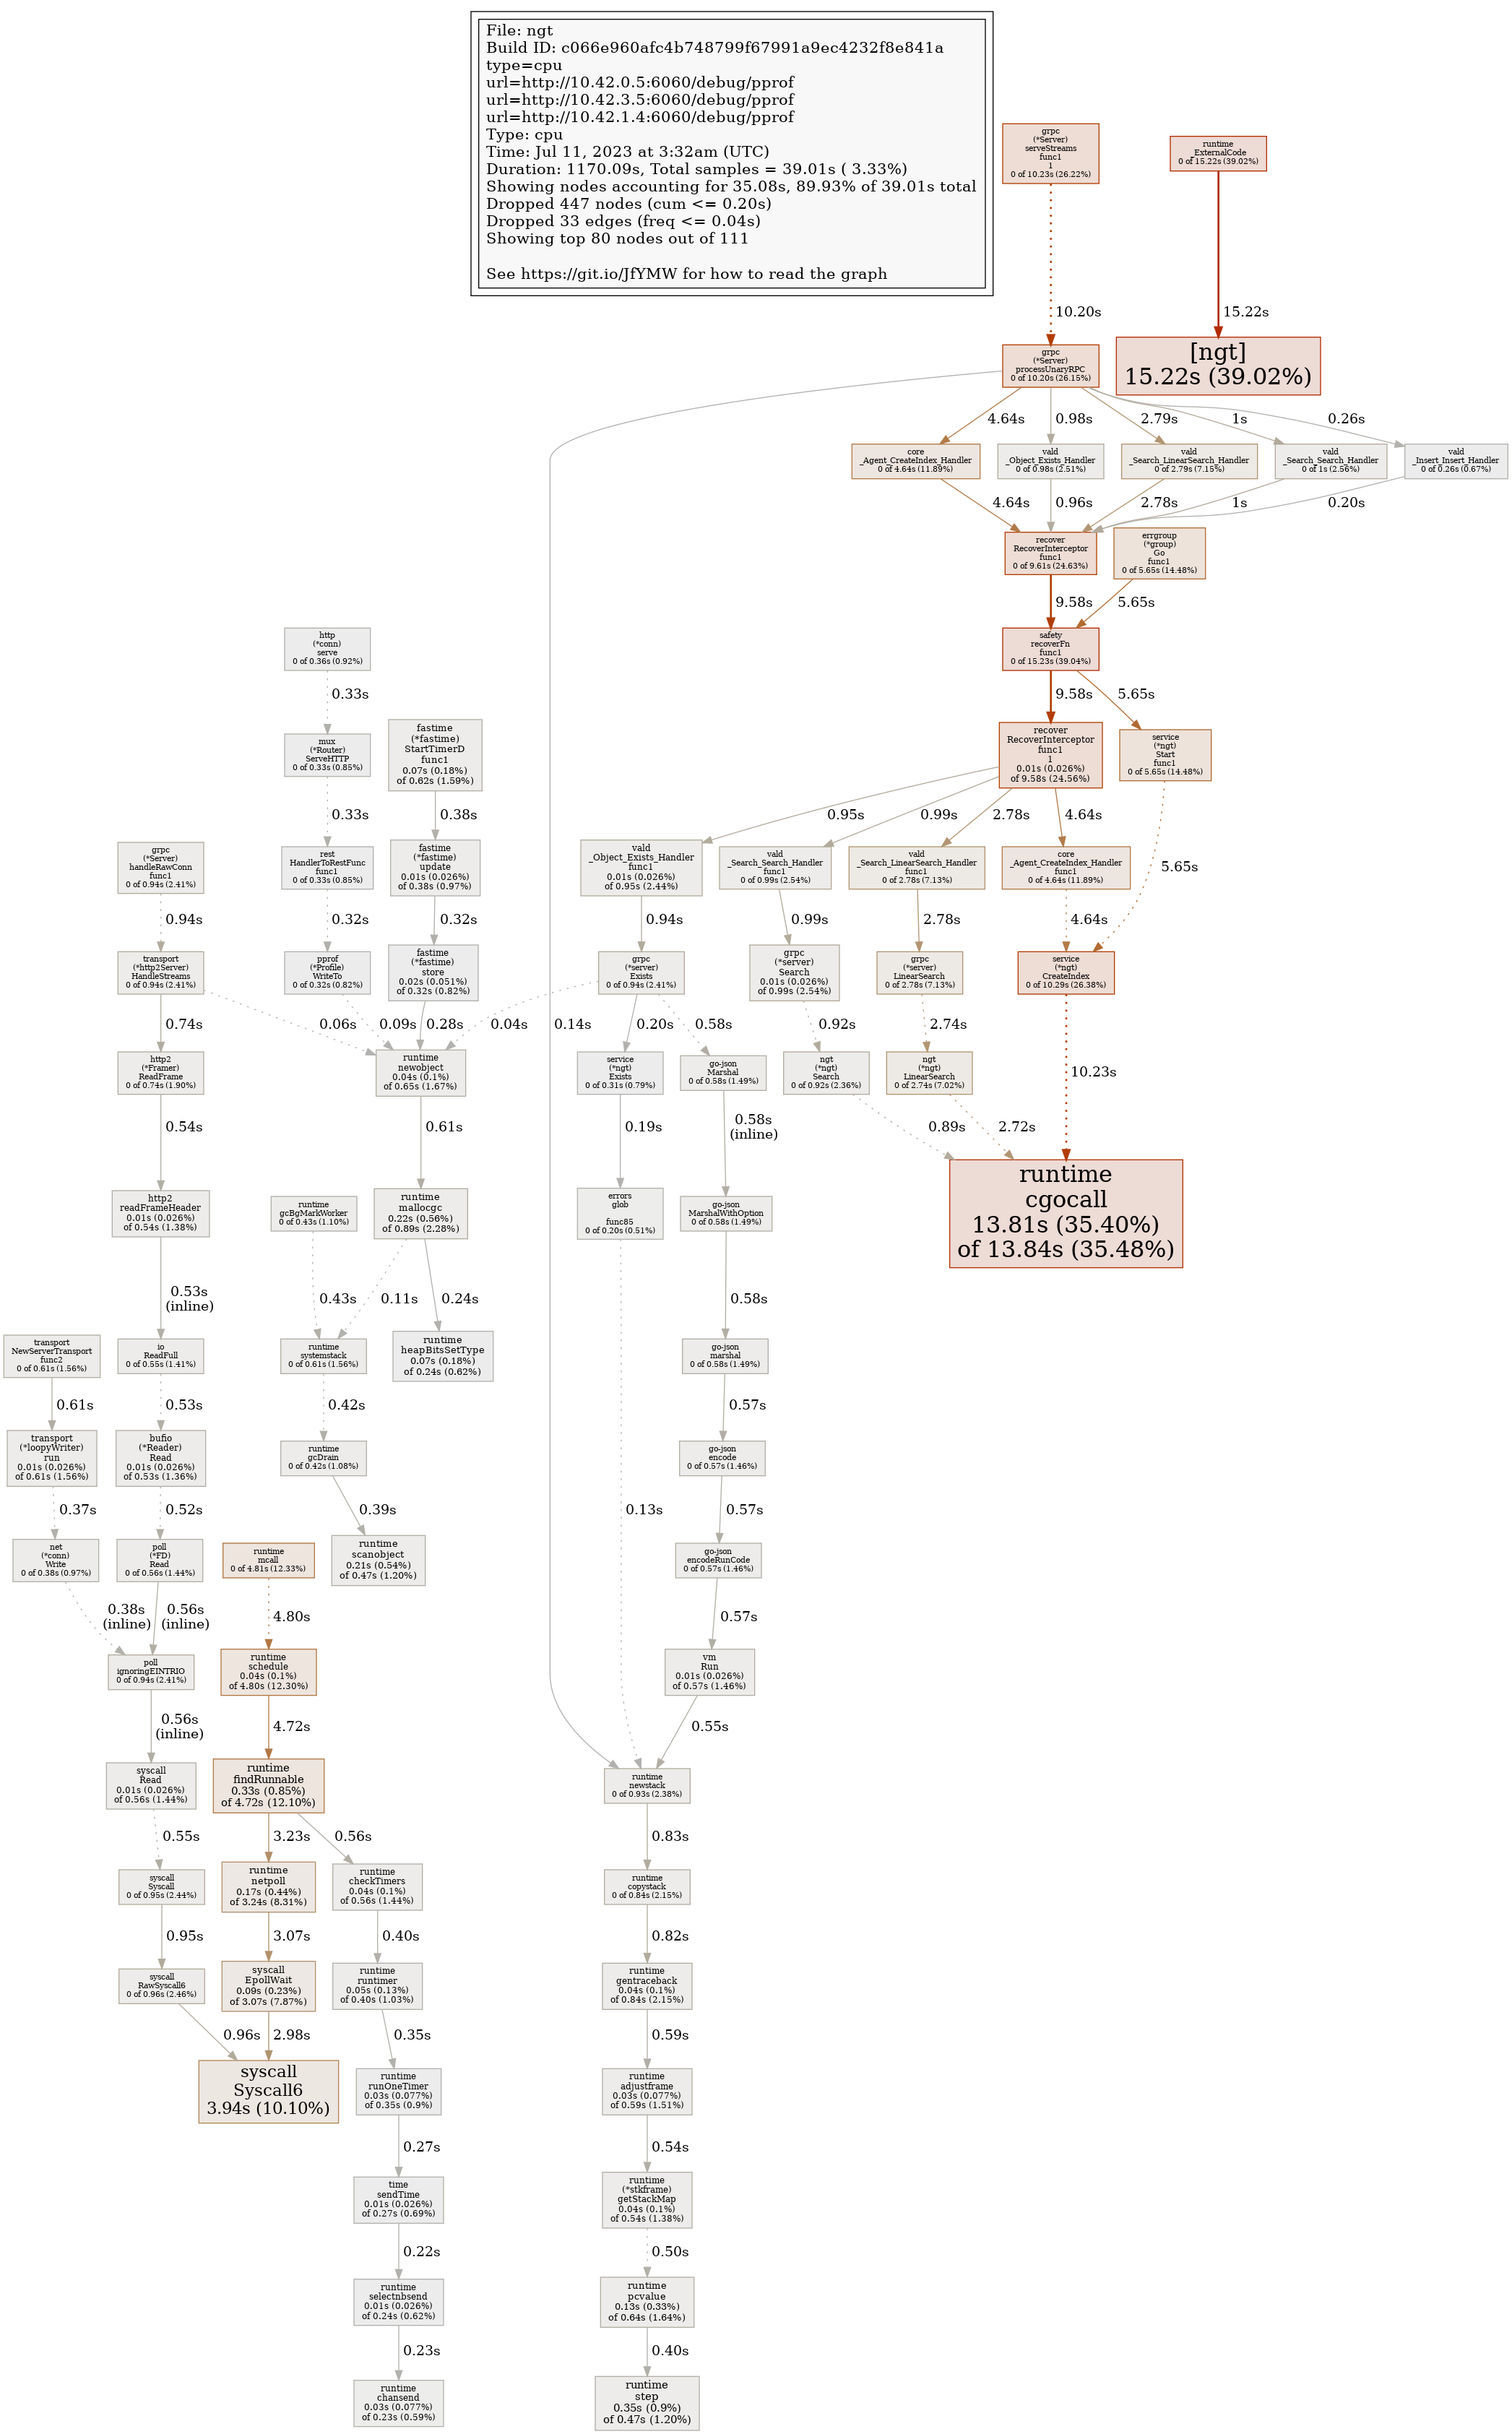 File: ngt
Build ID: c066e960afc4b748799f67991a9ec4232f8e841a
type=cpu
url=http://10.42.0.5:6060/debug/pprof
url=http://10.42.3.5:6060/debug/pprof
url=http://10.42.1.4:6060/debug/pprof
Type: cpu
Time: Jul 11, 2023 at 3:32am (UTC)
Duration: 1170.09s, Total samples = 39.01s ( 3.33%)
Showing nodes accounting for 35.08s, 89.93% of 39.01s total
Dropped 447 nodes (cum <= 0.20s)
Dropped 33 edges (freq <= 0.04s)
Showing top 80 nodes out of 111
See https://git.io/JfYMW for how to read the graph
grpc
(*Server)
serveStreams
func1
1
0 of 10.23s (26.22%)
runtime
_ExternalCode
0 of 15.22s (39.02%)
10.20s
15.22s
grpc
(*Server)
processUnaryRPC
0 of 10.20s (26.15%)
[ngt]
15.22s (39.02%)
4.64s
0.98s
2.79s
1s
0.26s
core
_Agent_CreateIndex_Handler
0 of 4.64s (11.89%)
vald
_Object_Exists_Handler
0 of 0.98s (2.51%)
vald
_Search_LinearSearch_Handler
0 of 2.79s (7.15%)
vald
_Search_Search_Handler
0 of 1s (2.56%)
vald
_Insert_Insert_Handler
0 of 0.26s (0.67%)
4.64s
0.96s
2.78s
1s
0.20s
recover
RecoverInterceptor
func1
0 of 9.61s (24.63%)
errgroup
(*group)
Go
func1
0 of 5.65s (14.48%)
9.58s
5.65s
http
(*conn)
serve
0 of 0.36s (0.92%)
safety
recoverFn
func1
0 of 15.23s (39.04%)
0.33s
9.58s
5.65s
mux
(*Router)
ServeHTTP
0 of 0.33s (0.85%)
fastime
(*fastime)
StartTimerD
func1
0.07s (0.18%)
of 0.62s (1.59%)
recover
RecoverInterceptor
func1
1
0.01s (0.026%)
of 9.58s (24.56%)
service
(*ngt)
Start
func1
0 of 5.65s (14.48%)
0.33s
0.38s
0.95s
0.99s
2.78s
4.64s
5.65s
grpc
(*Server)
handleRawConn
func1
0 of 0.94s (2.41%)
rest
HandlerToRestFunc
func1
0 of 0.33s (0.85%)
fastime
(*fastime)
update
0.01s (0.026%)
of 0.38s (0.97%)
vald
_Object_Exists_Handler
func1
0.01s (0.026%)
of 0.95s (2.44%)
vald
_Search_Search_Handler
func1
0 of 0.99s (2.54%)
vald
_Search_LinearSearch_Handler
func1
0 of 2.78s (7.13%)
core
_Agent_CreateIndex_Handler
func1
0 of 4.64s (11.89%)
0.94s
0.32s
0.32s
0.94s
0.99s
2.78s
4.64s
transport
(*http2Server)
HandleStreams
0 of 0.94s (2.41%)
pprof
(*Profile)
WriteTo
0 of 0.32s (0.82%)
fastime
(*fastime)
store
0.02s (0.051%)
of 0.32s (0.82%)
grpc
(*server)
Exists
0 of 0.94s (2.41%)
grpc
(*server)
Search
0.01s (0.026%)
of 0.99s (2.54%)
grpc
(*server)
LinearSearch
0 of 2.78s (7.13%)
service
(*ngt)
CreateIndex
0 of 10.29s (26.38%)
0.74s
0.06s
0.09s
0.28s
0.04s
0.14s
0.20s
0.58s
0.92s
2.74s
10.23s
http2
(*Framer)
ReadFrame
0 of 0.74s (1.90%)
runtime
newobject
0.04s (0.1%)
of 0.65s (1.67%)
service
(*ngt)
Exists
0 of 0.31s (0.79%)
go-json
Marshal
0 of 0.58s (1.49%)
ngt
(*ngt)
Search
0 of 0.92s (2.36%)
ngt
(*ngt)
LinearSearch
0 of 2.74s (7.02%)
0.54s
0.61s
0.19s
0.58s
(inline)
0.89s
2.72s
http2
readFrameHeader
0.01s (0.026%)
of 0.54s (1.38%)
runtime
gcBgMarkWorker
0 of 0.43s (1.10%)
runtime
mallocgc
0.22s (0.56%)
of 0.89s (2.28%)
errors
glob
func85
0 of 0.20s (0.51%)
go-json
MarshalWithOption
0 of 0.58s (1.49%)
runtime
cgocall
13.81s (35.40%)
of 13.84s (35.48%)
0.53s
(inline)
0.43s
0.11s
0.24s
0.58s
transport
NewServerTransport
func2
0 of 0.61s (1.56%)
io
ReadFull
0 of 0.55s (1.41%)
runtime
systemstack
0 of 0.61s (1.56%)
runtime
heapBitsSetType
0.07s (0.18%)
of 0.24s (0.62%)
go-json
marshal
0 of 0.58s (1.49%)
0.61s
0.53s
0.42s
0.57s
transport
(*loopyWriter)
run
0.01s (0.026%)
of 0.61s (1.56%)
bufio
(*Reader)
Read
0.01s (0.026%)
of 0.53s (1.36%)
runtime
gcDrain
0 of 0.42s (1.08%)
go-json
encode
0 of 0.57s (1.46%)
0.37s
0.52s
0.39s
0.13s
0.57s
net
(*conn)
Write
0 of 0.38s (0.97%)
poll
(*FD)
Read
0 of 0.56s (1.44%)
runtime
mcall
0 of 4.81s (12.33%)
runtime
scanobject
0.21s (0.54%)
of 0.47s (1.20%)
go-json
encodeRunCode
0 of 0.57s (1.46%)
0.38s
(inline)
0.56s
(inline)
4.80s
0.57s
poll
ignoringEINTRIO
0 of 0.94s (2.41%)
runtime
schedule
0.04s (0.1%)
of 4.80s (12.30%)
vm
Run
0.01s (0.026%)
of 0.57s (1.46%)
0.56s
(inline)
4.72s
0.55s
syscall
Read
0.01s (0.026%)
of 0.56s (1.44%)
runtime
findRunnable
0.33s (0.85%)
of 4.72s (12.10%)
runtime
newstack
0 of 0.93s (2.38%)
0.55s
3.23s
0.56s
0.83s
syscall
Syscall
0 of 0.95s (2.44%)
runtime
netpoll
0.17s (0.44%)
of 3.24s (8.31%)
runtime
checkTimers
0.04s (0.1%)
of 0.56s (1.44%)
runtime
copystack
0 of 0.84s (2.15%)
0.95s
3.07s
0.40s
0.82s
syscall
RawSyscall6
0 of 0.96s (2.46%)
syscall
EpollWait
0.09s (0.23%)
of 3.07s (7.87%)
runtime
runtimer
0.05s (0.13%)
of 0.40s (1.03%)
runtime
gentraceback
0.04s (0.1%)
of 0.84s (2.15%)
0.96s
2.98s
0.35s
0.59s
syscall
Syscall6
3.94s (10.10%)
runtime
runOneTimer
0.03s (0.077%)
of 0.35s (0.9%)
runtime
adjustframe
0.03s (0.077%)
of 0.59s (1.51%)
0.27s
0.54s
time
sendTime
0.01s (0.026%)
of 0.27s (0.69%)
runtime
(*stkframe)
getStackMap
0.04s (0.1%)
of 0.54s (1.38%)
0.22s
0.50s
runtime
selectnbsend
0.01s (0.026%)
of 0.24s (0.62%)
runtime
pcvalue
0.13s (0.33%)
of 0.64s (1.64%)
0.23s
0.40s
runtime
chansend
0.03s (0.077%)
of 0.23s (0.59%)
runtime
step
0.35s (0.9%)
of 0.47s (1.20%)